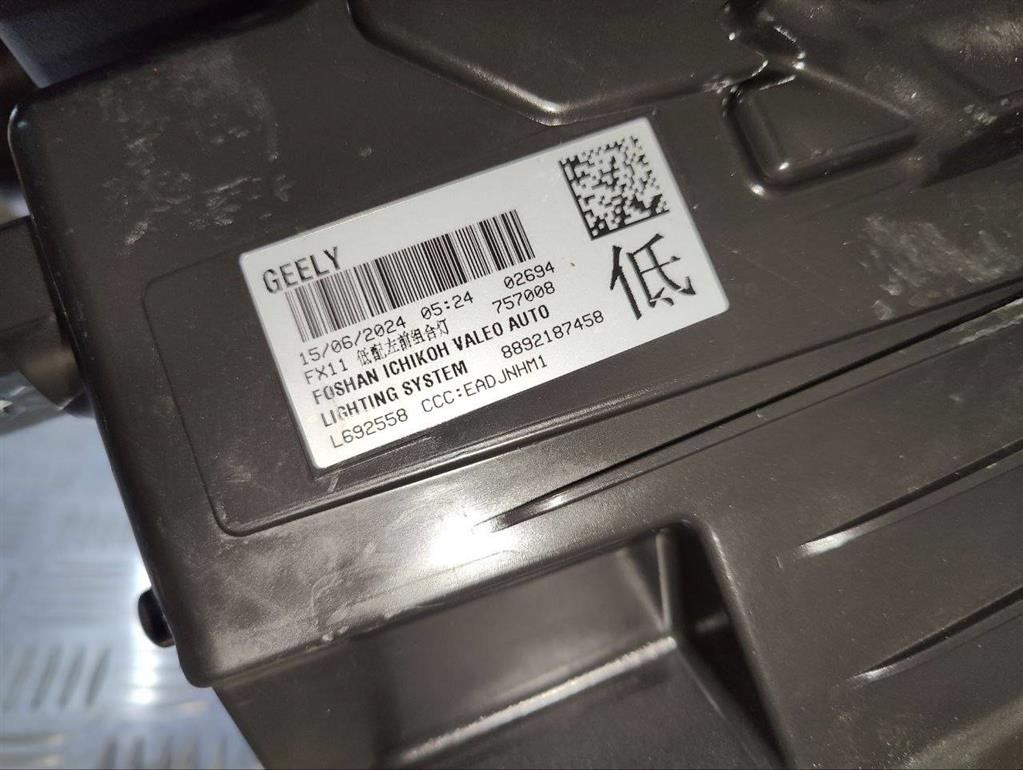 GEELY
15/06/2024 05:24 02694
FX11 低配左前组合灯 757008
FOSHAN ICHIKOH VALEO AUTO
LIGHTING SYSTEM 8892187458
L692558 CCC:EADJNHM1
低